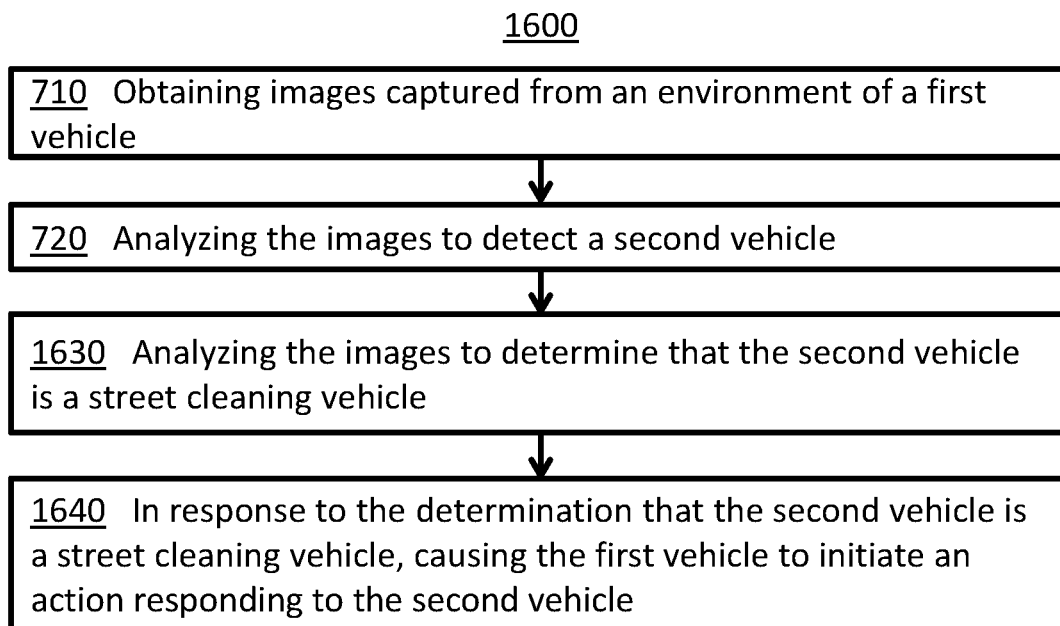 1600
710 Obtaining images captured from an environment of a first
vehicle
720 Analyzing the images to detect a second vehicle
1630 Analyzing the images to determine that the second vehicle
is a street cleaning vehicle
1640 In response to the determination that the second vehicle is
a street cleaning vehicle, causing the first vehicle to initiate an
action responding to the second vehicle